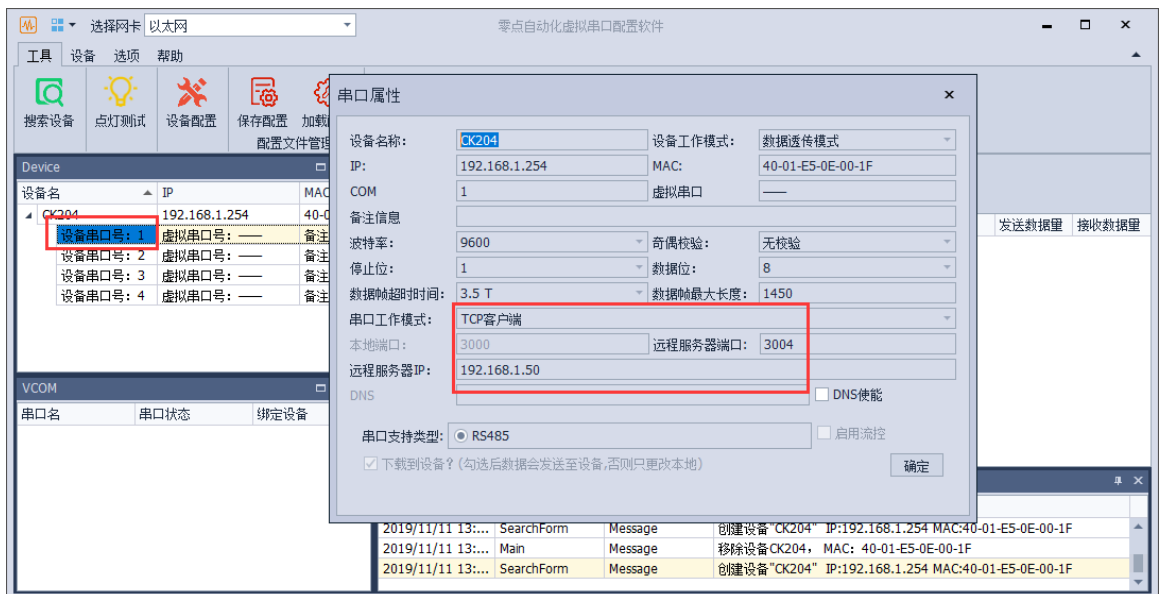 选择网卡 以太网 零点自动化虚拟串口配置软件
工具 设备 选项 帮助
搜索设备 点灯测试 设备配置 保存配置 加载
配置文件管理
Device
设备名 IP MAC
CK204 192.168.1.254 40-0
设备串口号: 1 虚拟串口号: —— 备注
设备串口号: 2 虚拟串口号: —— 备注
设备串口号: 3 虚拟串口号: —— 备注
设备串口号: 4 虚拟串口号: —— 备注
VCOM
串口名 串口状态 绑定设备
串口属性
设备名称: CK204 设备工作模式: 数据透传模式
IP: 192.168.1.254 MAC: 40-01-E5-0E-00-1F
COM 1 虚拟串口 ——
备注信息
波特率: 9600 奇偶校验: 无校验
停止位: 1 数据位: 8
数据帧超时时间: 3.5 T 数据帧最大长度: 1450
串口工作模式: TCP客户端
本地端口: 3000 远程服务器端口: 3004
远程服务器IP: 192.168.1.50
DNS DNS使能
串口支持类型: RS485 启用流控
下载到设备?(勾选后数据会发送至设备,否则只更改本地)
确定
发送数据量 接收数据量
2019/11/11 13:... SearchForm Message 创建设备"CK204" IP:192.168.1.254 MAC:40-01-E5-0E-00-1F
2019/11/11 13:... Main Message 移除设备CK204, MAC: 40-01-E5-0E-00-1F
2019/11/11 13:... SearchForm Message 创建设备"CK204" IP:192.168.1.254 MAC:40-01-E5-0E-00-1F